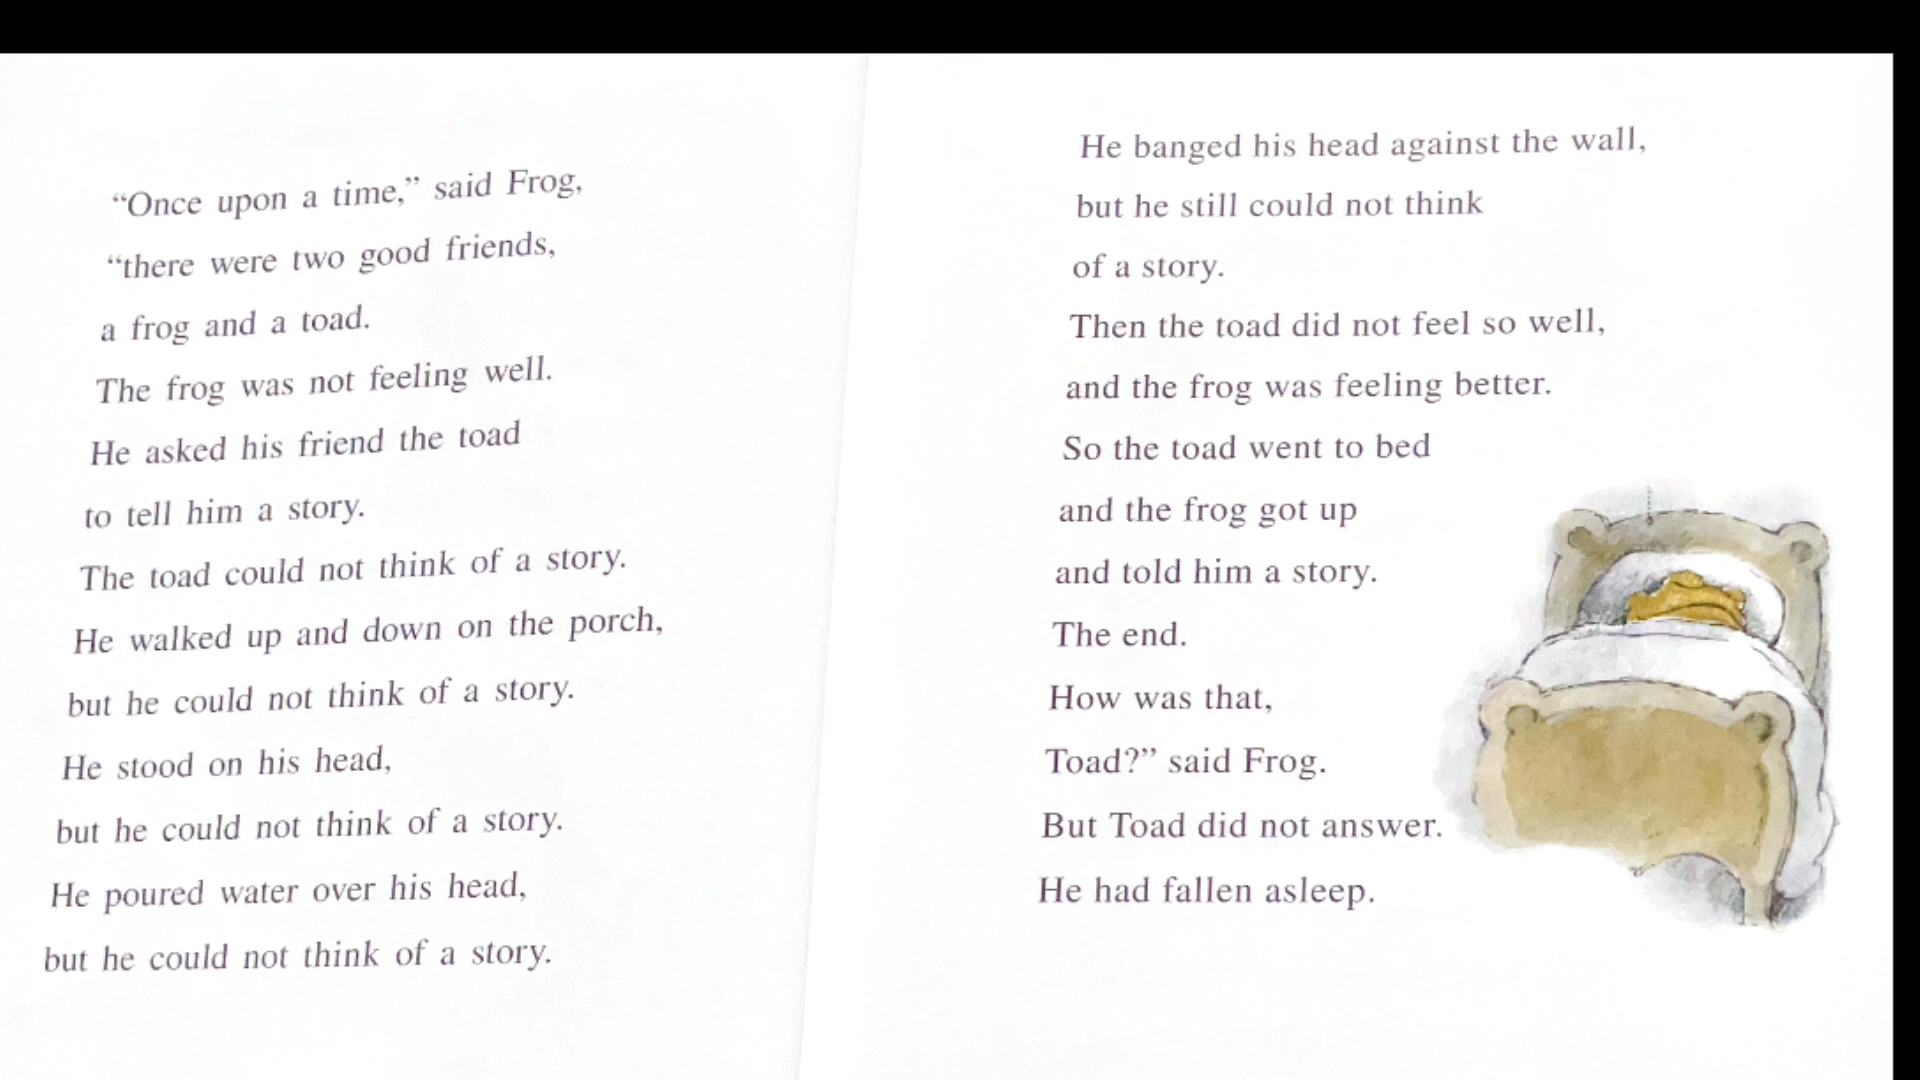 “Once upon a time,” said Frog,
“there were two good friends,
a frog and a toad.
The frog was not feeling well.
He asked his friend the toad
to tell him a story.
The toad could not think of a story.
He walked up and down on the porch,
but he could not think of a story.
He stood on his head,
but he could not think of a story.
He poured water over his head,
but he could not think of a story.
He banged his head against the wall,
but he still could not think
of a story.
Then the toad did not feel so well,
and the frog was feeling better.
So the toad went to bed
and the frog got up
and told him a story.
The end.
How was that,
Toad?” said Frog.
But Toad did not answer.
He had fallen asleep.